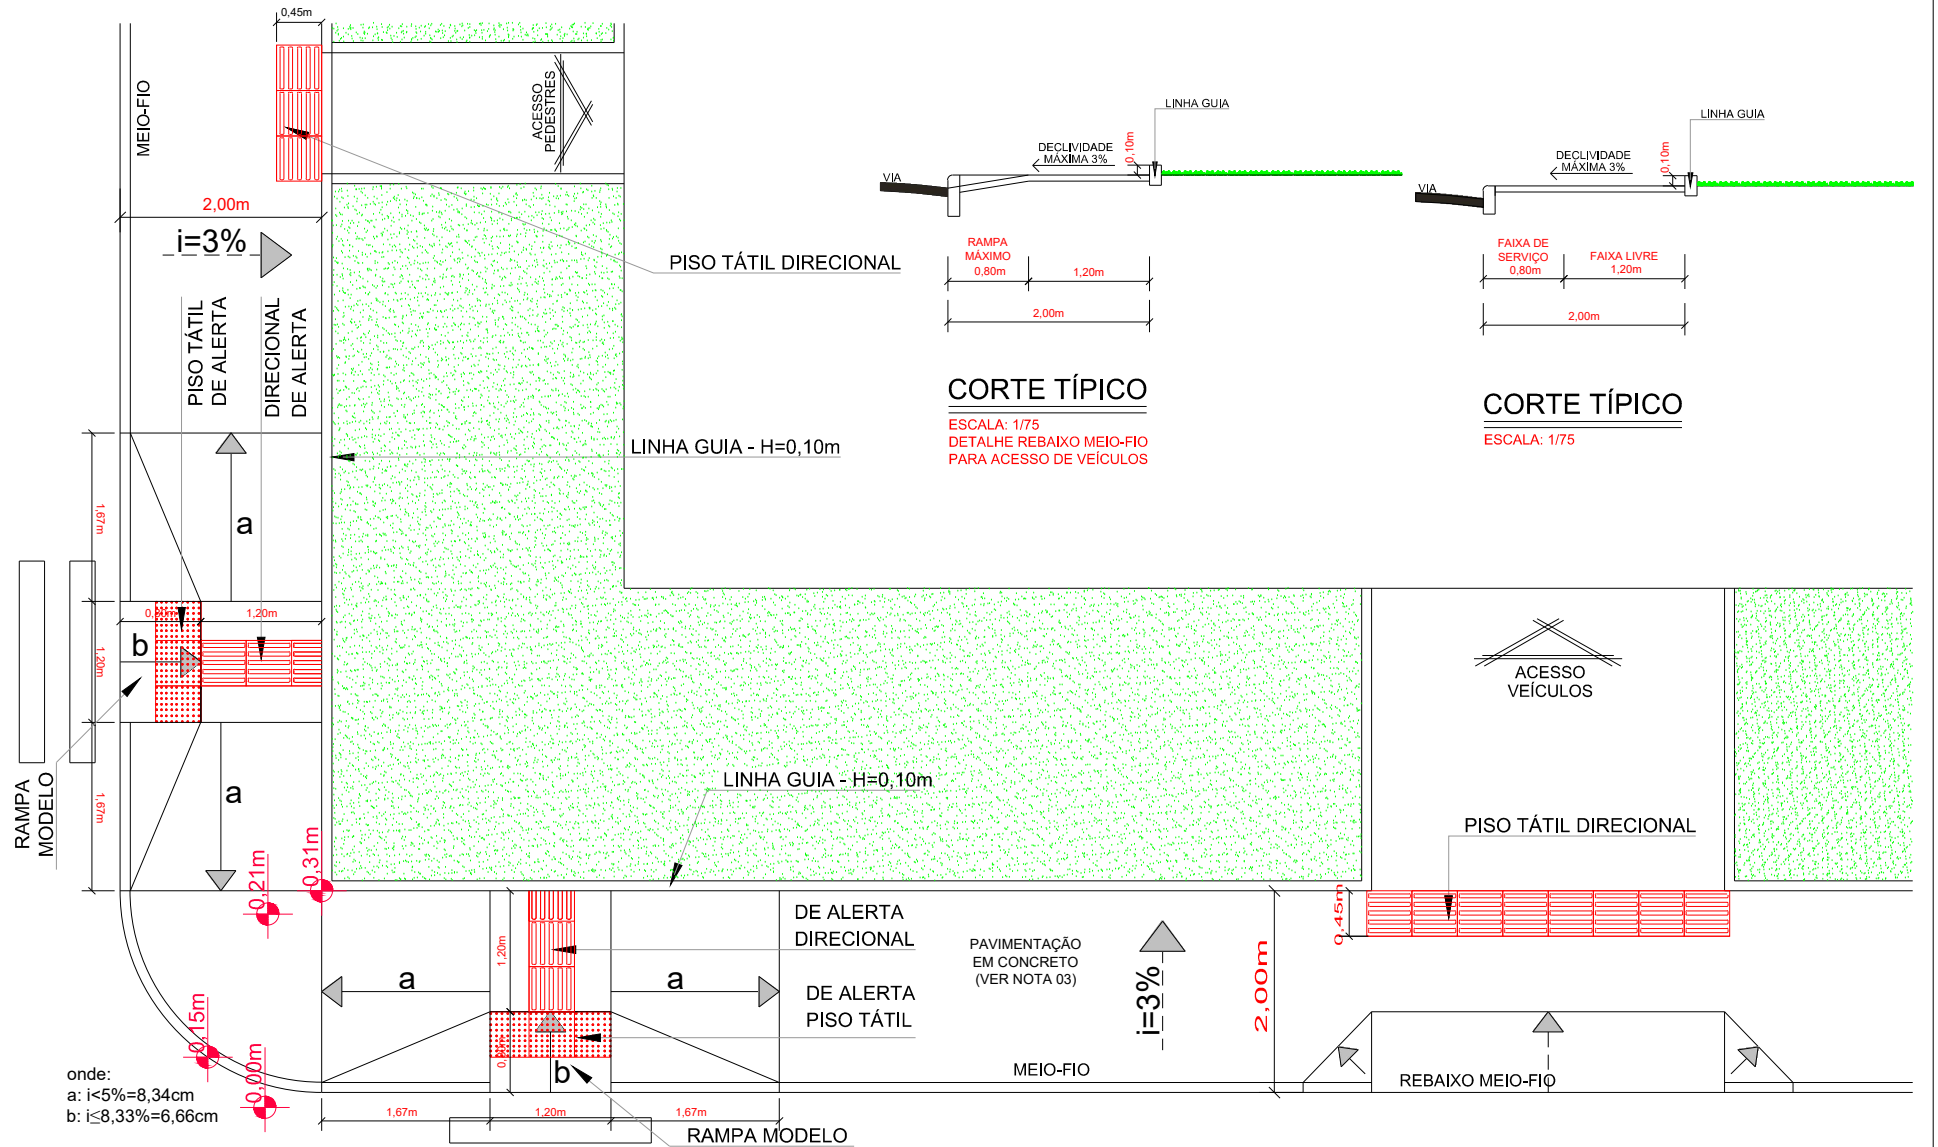 0,45m
MEIO-FIO
ACESSO
PEDESTRES
2,00m
i=3%
PISO TÁTIL DIRECIONAL
PISO TÁTIL
DE ALERTA
DIRECIONAL
DE ALERTA
LINHA GUIA
DECLIVIDADE
MÁXIMA 3%
0,10m
VIA
RAMPA
MÁXIMO
0,80m
1,20m
2,00m
CORTE TÍPICO
ESCALA: 1/75
DETALHE REBAIXO MEIO-FIO
PARA ACESSO DE VEÍCULOS
LINHA GUIA
DECLIVIDADE
MÁXIMA 3%
0,10m
VIA
FAIXA DE
SERVIÇO
0,80m
FAIXA LIVRE
1,20m
2,00m
CORTE TÍPICO
ESCALA: 1/75
LINHA GUIA - H=0,10m
a
1,67m
1,20m
b
1,20m
RAMPA
MODELO
1,67m
a
LINHA GUIA - H=0,10m
ACESSO
VEÍCULOS
PISO TÁTIL DIRECIONAL
0,31m
0,21m
0,15m
0,00m
0,45m
1,20m
DE ALERTA
DIRECIONAL
DE ALERTA
PISO TÁTIL
a
a
b
PAVIMENTAÇÃO
EM CONCRETO
(VER NOTA 03)
i=3%
2,00m
MEIO-FIO
REBAIXO MEIO-FIO
onde:
a: i<5%=8,34cm
b: i≤8,33%=6,66cm
1,67m
1,20m
1,67m
RAMPA MODELO